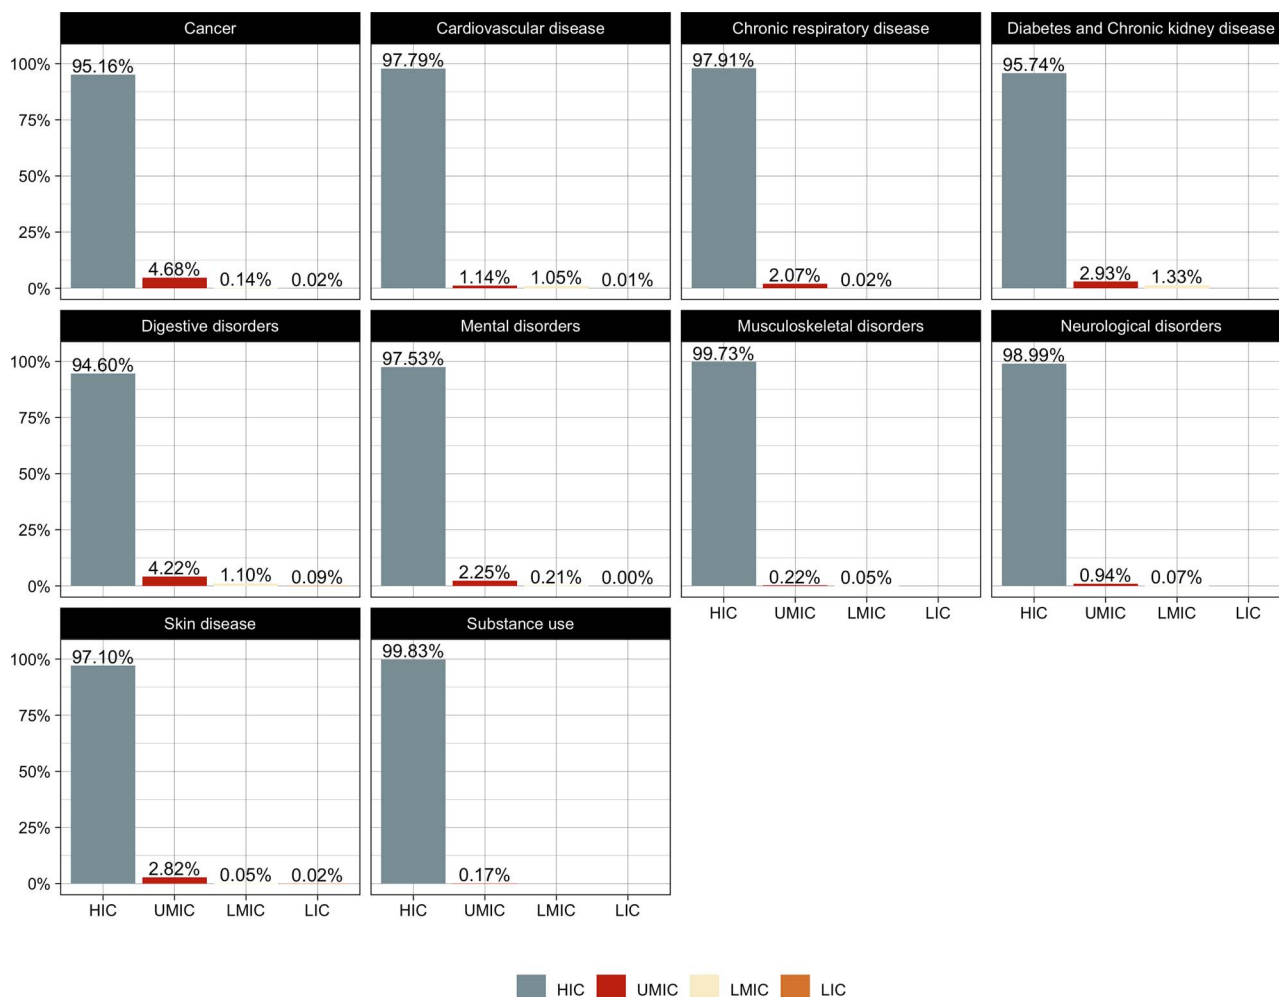 Cancer Cardiovascular disease Chronic respiratory disease Diabetes and Chronic kidney disease
100% 95.16% 97.79% 97.91% 95.74%
75%
50%
25%
4.68% 0.14% 0.02% 1.14% 1.05% 0.01% 2.07% 0.02% 2.93% 1.33%
0%
Digestive disorders Mental disorders Musculoskeletal disorders Neurological disorders
100% 94.60% 97.53% 99.73% 98.99%
75%
50%
25%
4.22% 1.10% 0.09% 2.25% 0.21% 0.00% 0.22% 0.05% 0.94% 0.07%
0%
HIC UMIC LMIC LIC HIC UMIC LMIC LIC
Skin disease Substance use
100% 97.10% 99.83%
75%
50%
25%
2.82% 0.05% 0.02% 0.17%
0%
HIC UMIC LMIC LIC HIC UMIC LMIC LIC
HIC UMIC LMIC LIC